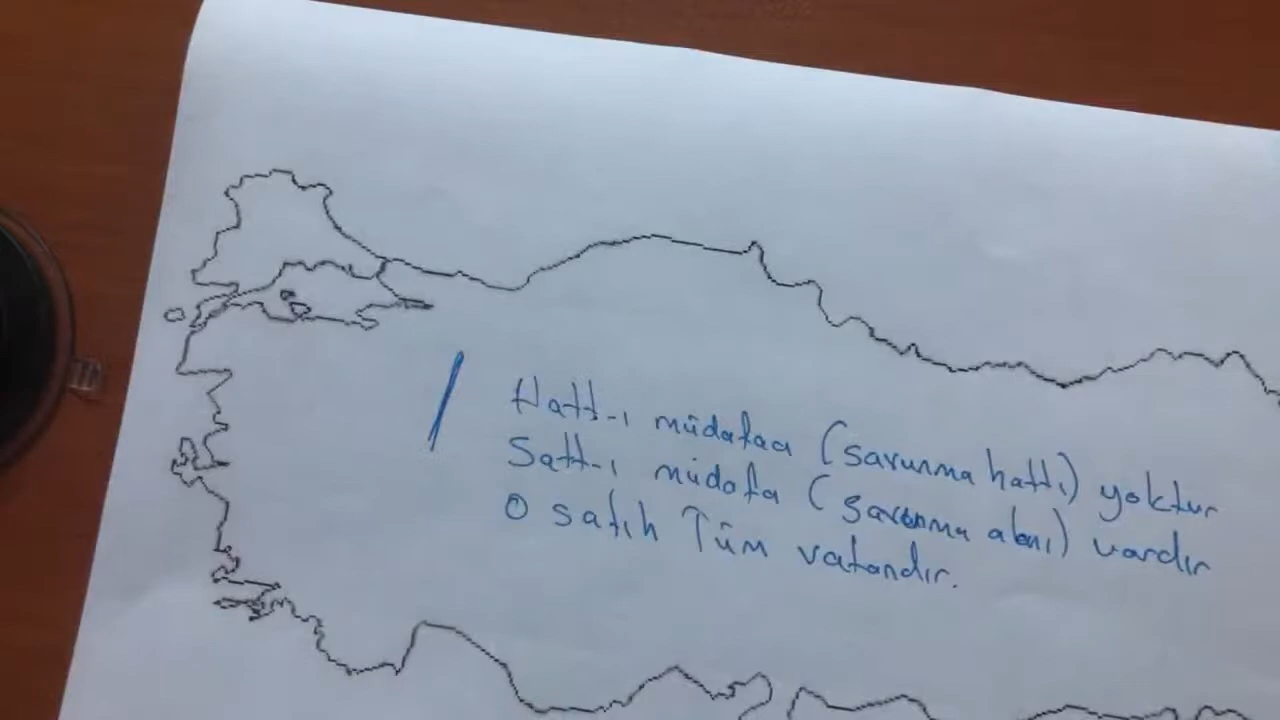 Hatt-ı müdafaa (savunma hattı) yoktur
Satt-ı müdafa (savunma alanı) vardır
O satıh Tüm vatandır.